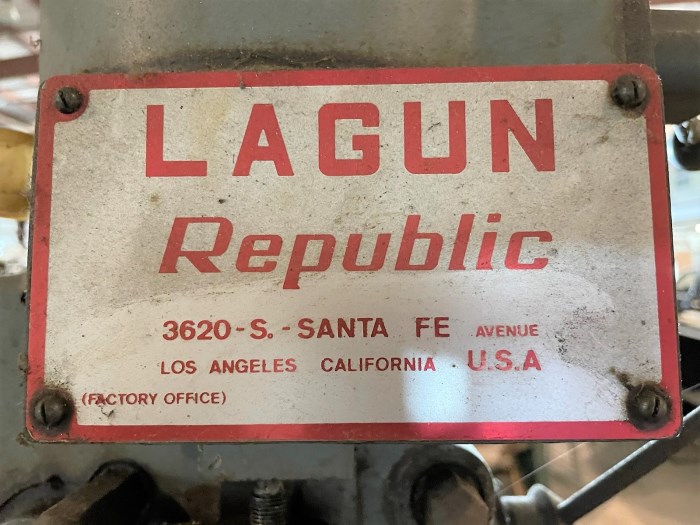 LAGUN
Republic
3620-S.-SANTA FE AVENUE
LOS ANGELES CALIFORNIA U.S.A
(FACTORY OFFICE)